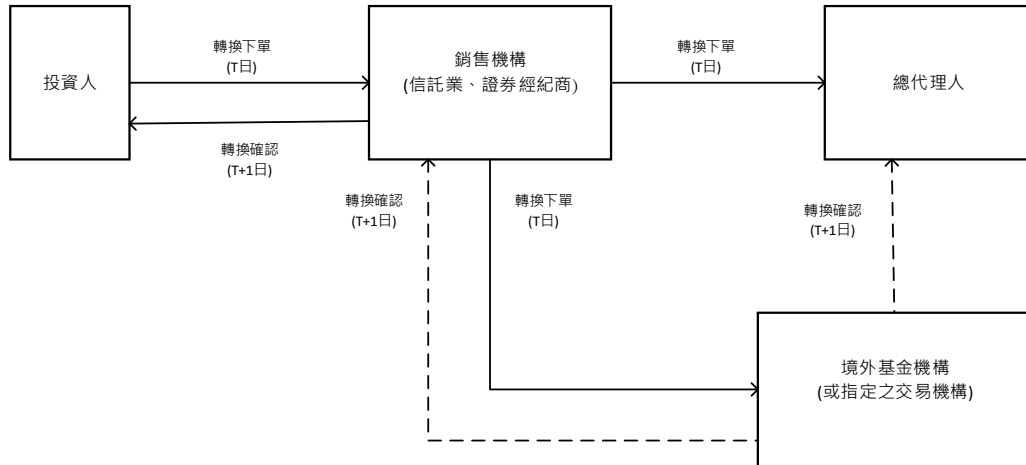 投資人
轉換下單
(T日)
轉換確認
(T+1日)
銷售機構
(信託業、證券經紀商)
轉換下單
(T日)
總代理人
轉換確認
(T+1日)
轉換下單
(T日)
轉換確認
(T+1日)
境外基金機構
(或指定之交易機構)